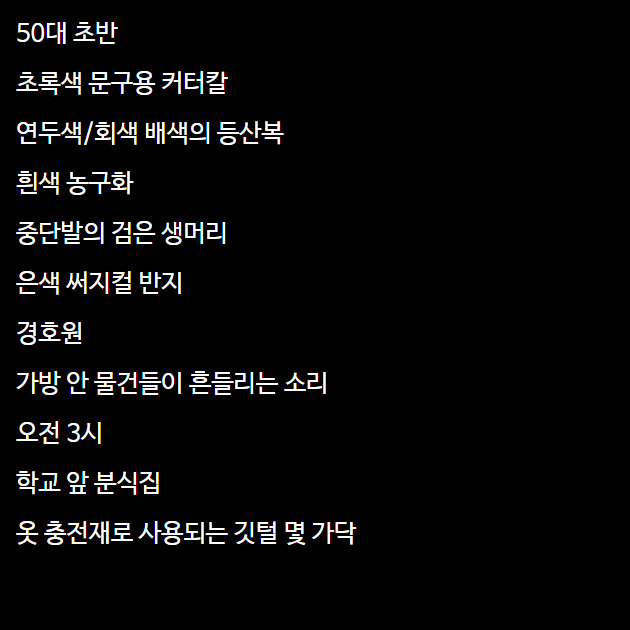 50대 초반
초록색 문구용 커터칼
연두색/회색 배색의 등산복
흰색 농구화
중단발의 검은 생머리
은색 써지컬 반지
경호원
가방 안 물건들이 흔들리는 소리
오전 3시
학교 앞 분식집
옷 충전재로 사용되는 깃털 몇 가닥